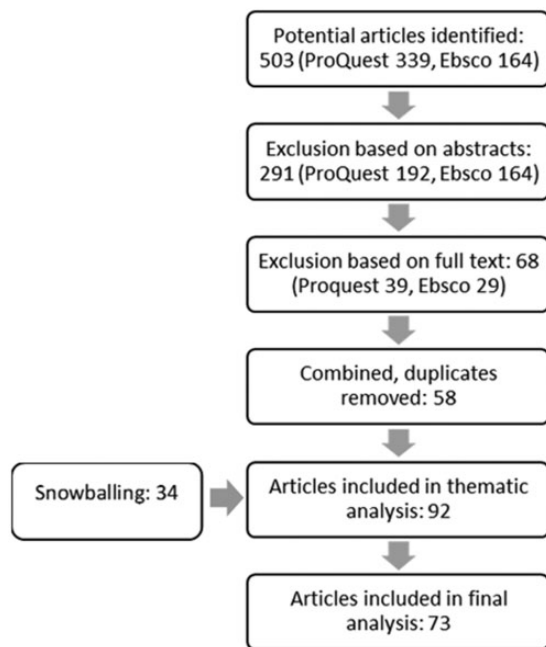 Potential articles identified:
503 (ProQuest 339, Ebsco 164)
Exclusion based on abstracts:
291 (ProQuest 192, Ebsco 164)
Exclusion based on full text: 68
(Proquest 39, Ebsco 29)
Combined, duplicates
removed: 58
Snowballing: 34
Articles included in thematic
analysis: 92
Articles included in final
analysis: 73